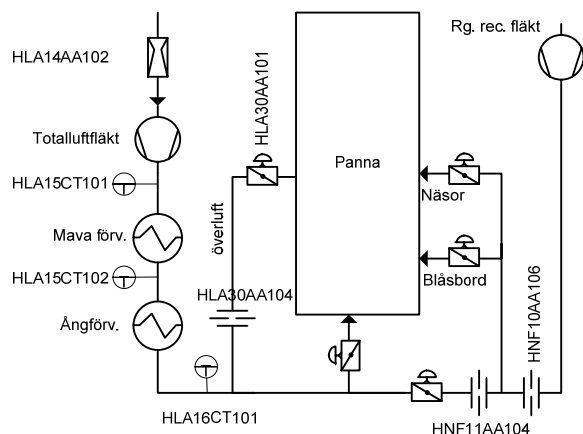 Rg. rec. fläkt
HLA14AA102
HLA30AA101
Totalluftfläkt
Panna
HLA15CT101
Näsor
Mava förv.
överluft
HLA15CT102
Blåsbord
HLA30AA104
HNF10AA106
Ångförv.
T
T
T
HLA16CT101
HNF11AA104